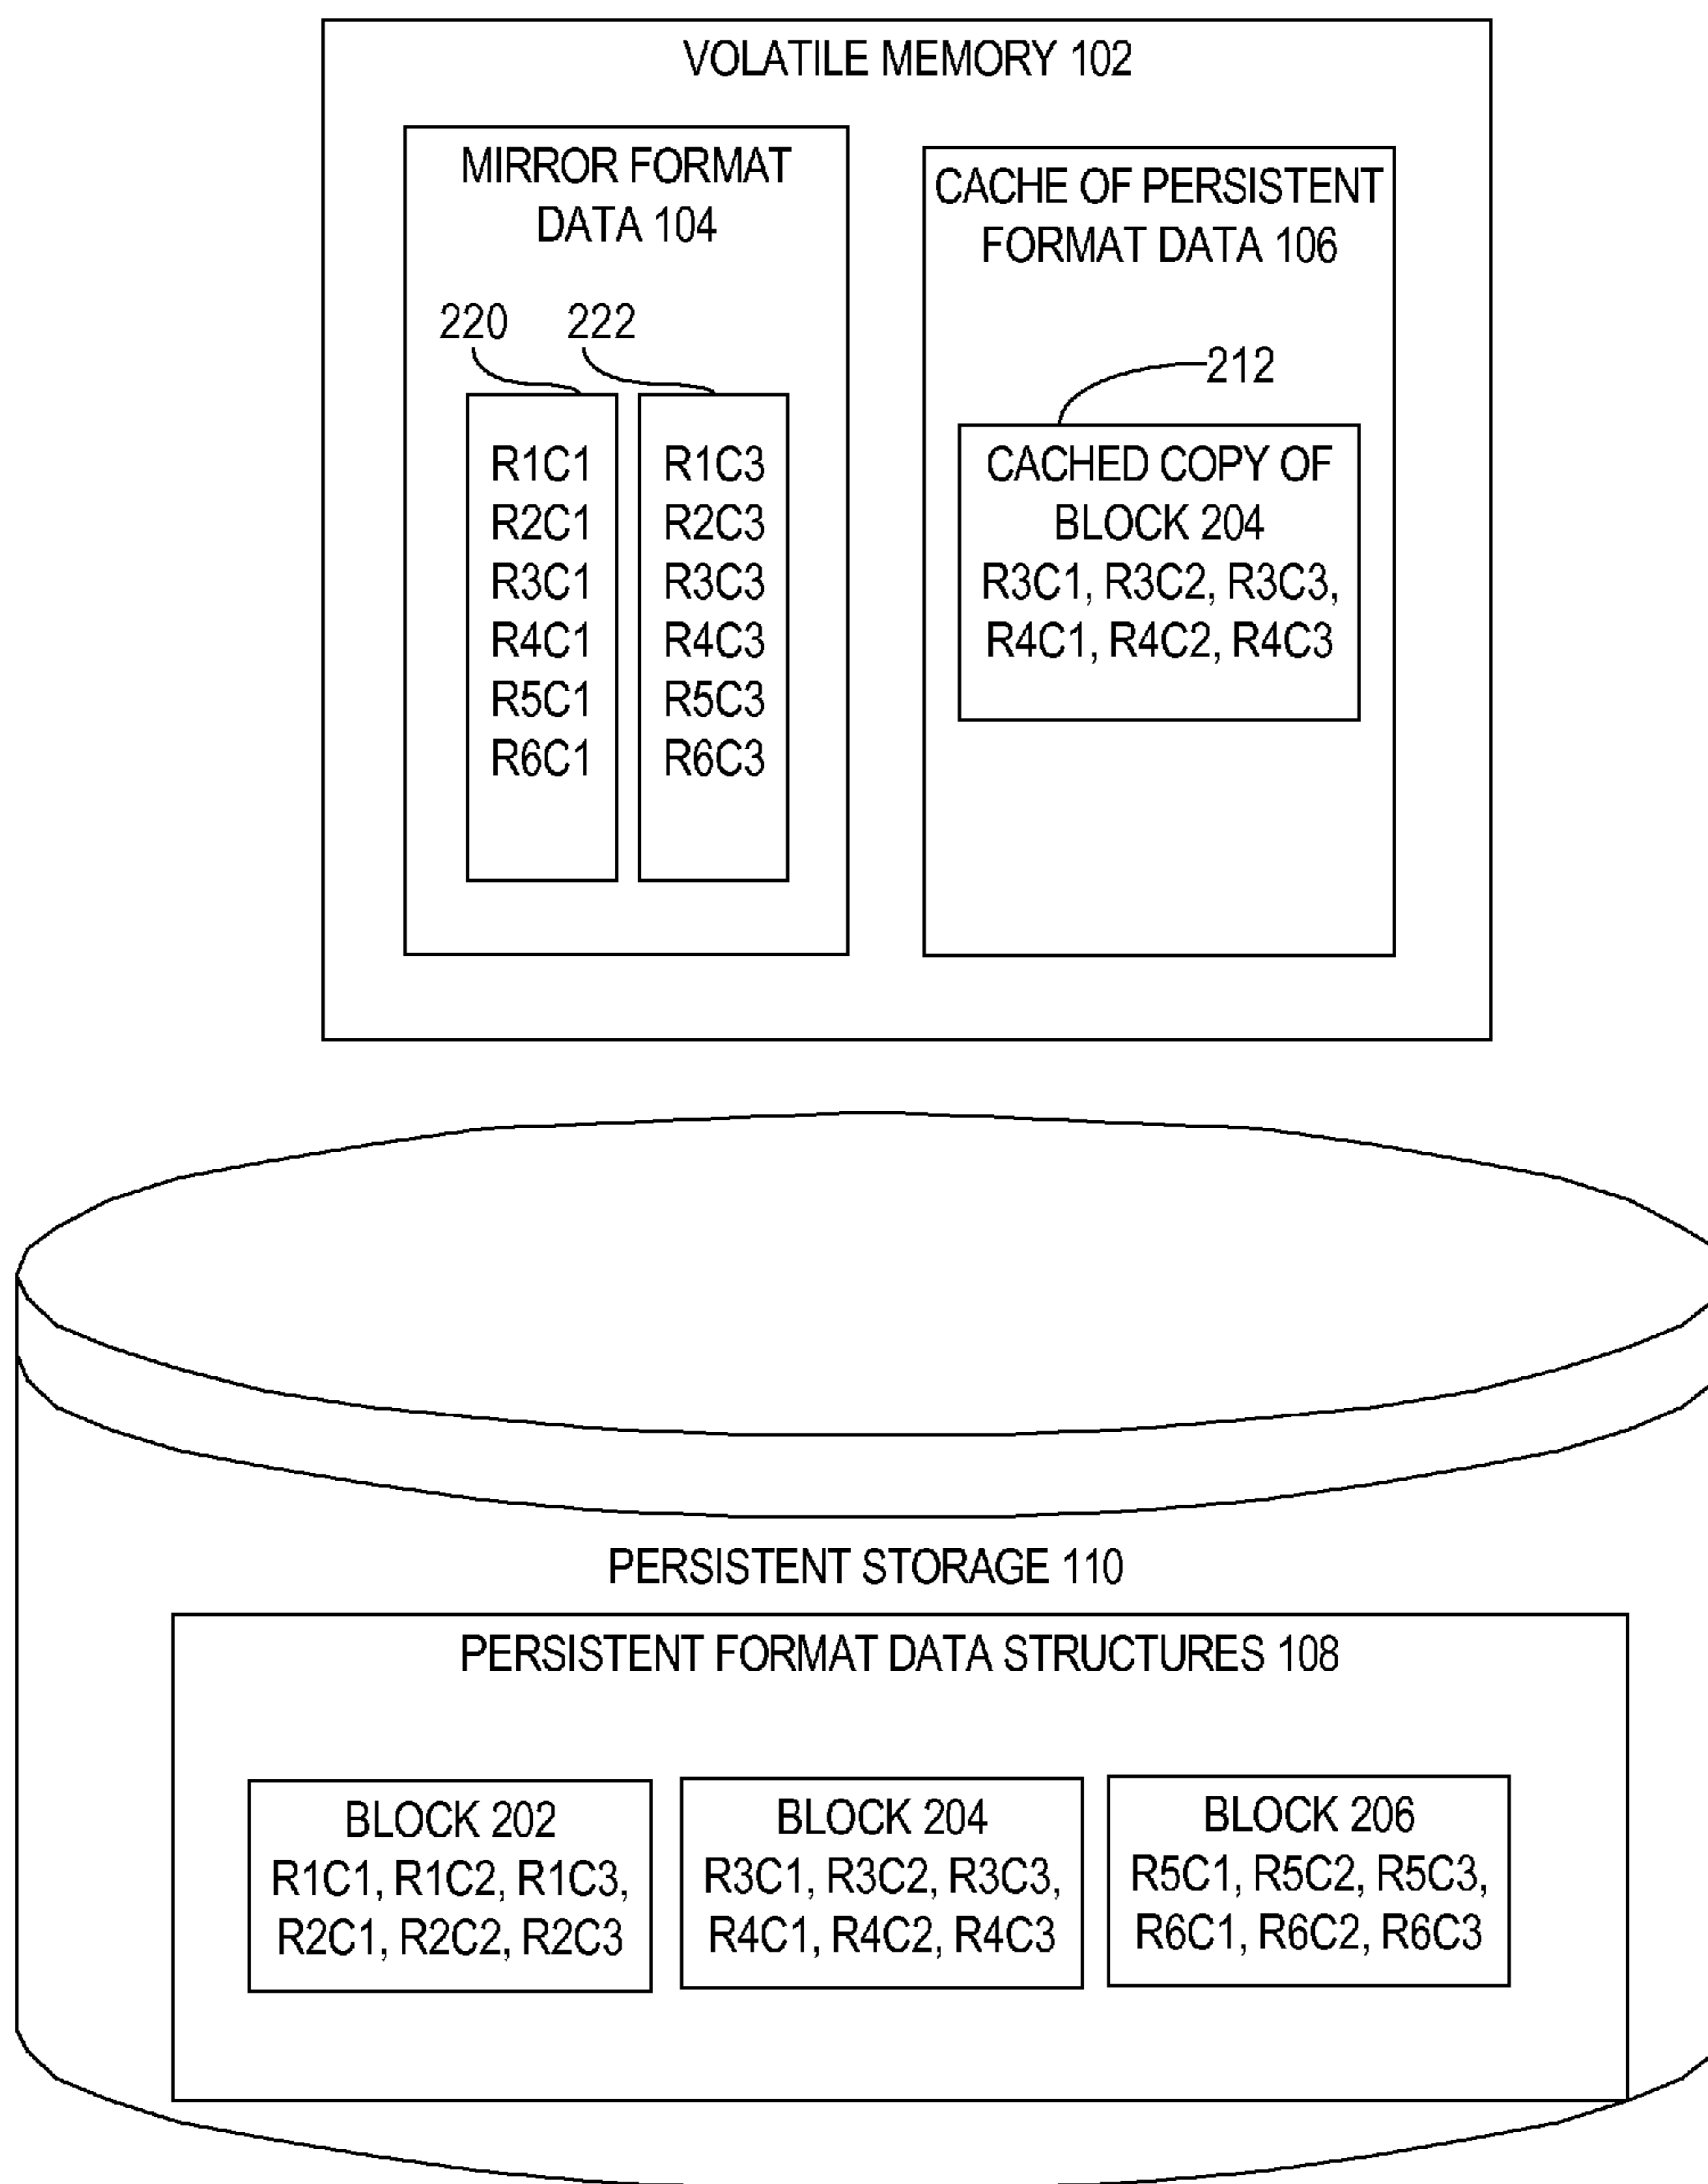 VOLATILE MEMORY 102
MIRROR FORMAT
DATA 104
220
222
R1C1
R2C1
R3C1
R4C1
R5C1
R6C1
R1C3
R2C3
R3C3
R4C3
R5C3
R6C3
CACHE OF PERSISTENT
FORMAT DATA 106
212
CACHED COPY OF
BLOCK 204
R3C1, R3C2, R3C3,
R4C1, R4C2, R4C3
PERSISTENT STORAGE 110
PERSISTENT FORMAT DATA STRUCTURES 108
BLOCK 202
R1C1, R1C2, R1C3,
R2C1, R2C2, R2C3
BLOCK 204
R3C1, R3C2, R3C3,
R4C1, R4C2, R4C3
BLOCK 206
R5C1, R5C2, R5C3,
R6C1, R6C2, R6C3